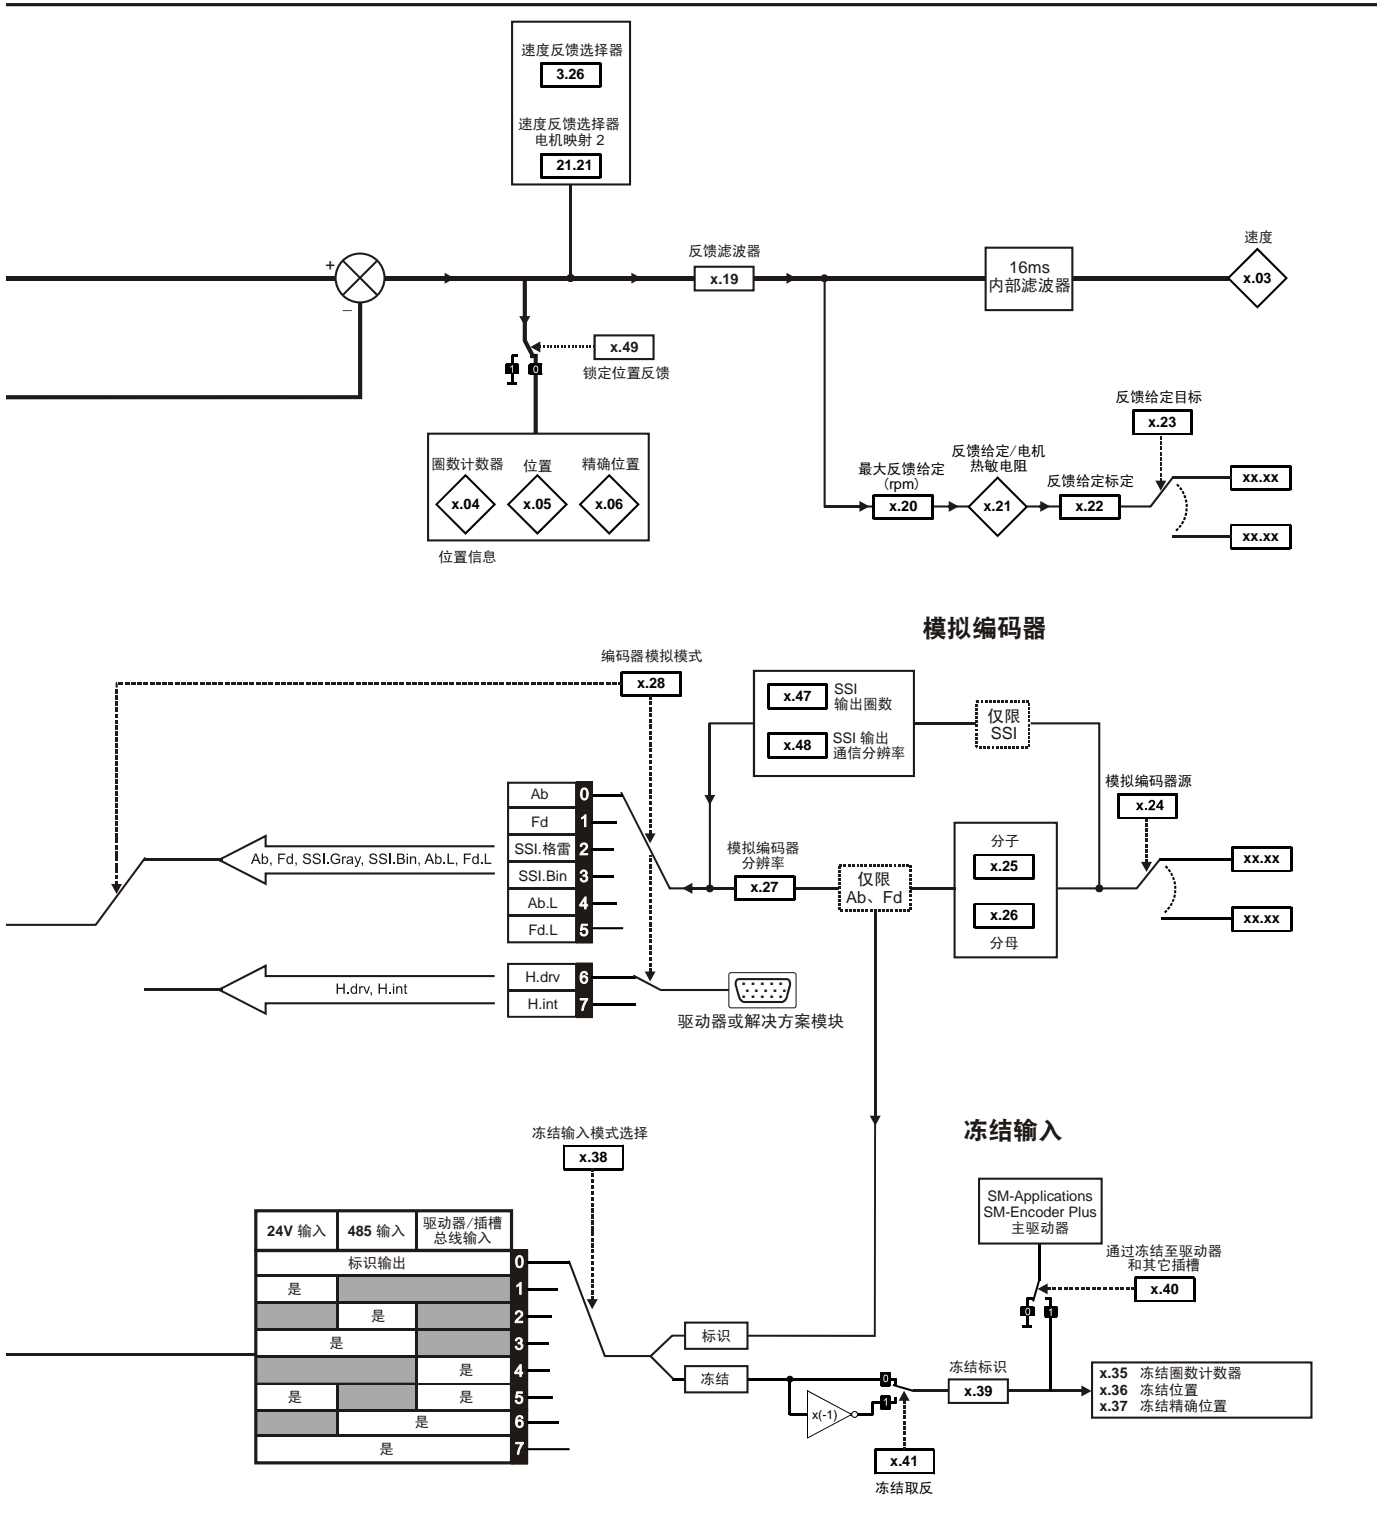 速度反馈选择器
3.26
速度反馈选择器
电机映射 2
21.21
+
−
反馈滤波器
x.19
16ms
内部滤波器
速度
x.03
x.49
锁定位置反馈
1
0
圈数计数器
位置
精确位置
x.04
x.05
x.06
位置信息
最大反馈给定
(rpm)
x.20
反馈给定/电机
热敏电阻
x.21
反馈给定标定
x.22
反馈给定目标
x.23
xx.xx
xx.xx
模拟编码器
编码器模拟模式
x.28
x.47
SSI
输出圈数
x.48
SSI 输出
通信分辨率
仅限
SSI
模拟编码器源
x.24
Ab, Fd, SSI.Gray, SSI.Bin, Ab.L, Fd.L
Ab 0
Fd 1
SSI.格雷 2
SSI.Bin 3
Ab.L 4
Fd.L 5
模拟编码器
分辨率
x.27
仅限
Ab、Fd
分子
x.25
x.26
分母
xx.xx
xx.xx
H.drv, H.int
H.drv 6
H.int 7
驱动器或解决方案模块
冻结输入
冻结输入模式选择
x.38
24V 输入
485 输入
驱动器/插槽
总线输入
标识输出 0
是 1
是 2
是 3
是 4
是 是 5
是 6
是 7
标识
冻结
x(-1)
0
1
x.41
冻结取反
冻结标识
x.39
SM-Applications
SM-Encoder Plus
主驱动器
通过冻结至驱动器
和其它插槽
x.40
0
1
x.35 冻结圈数计数器
x.36 冻结位置
x.37 冻结精确位置